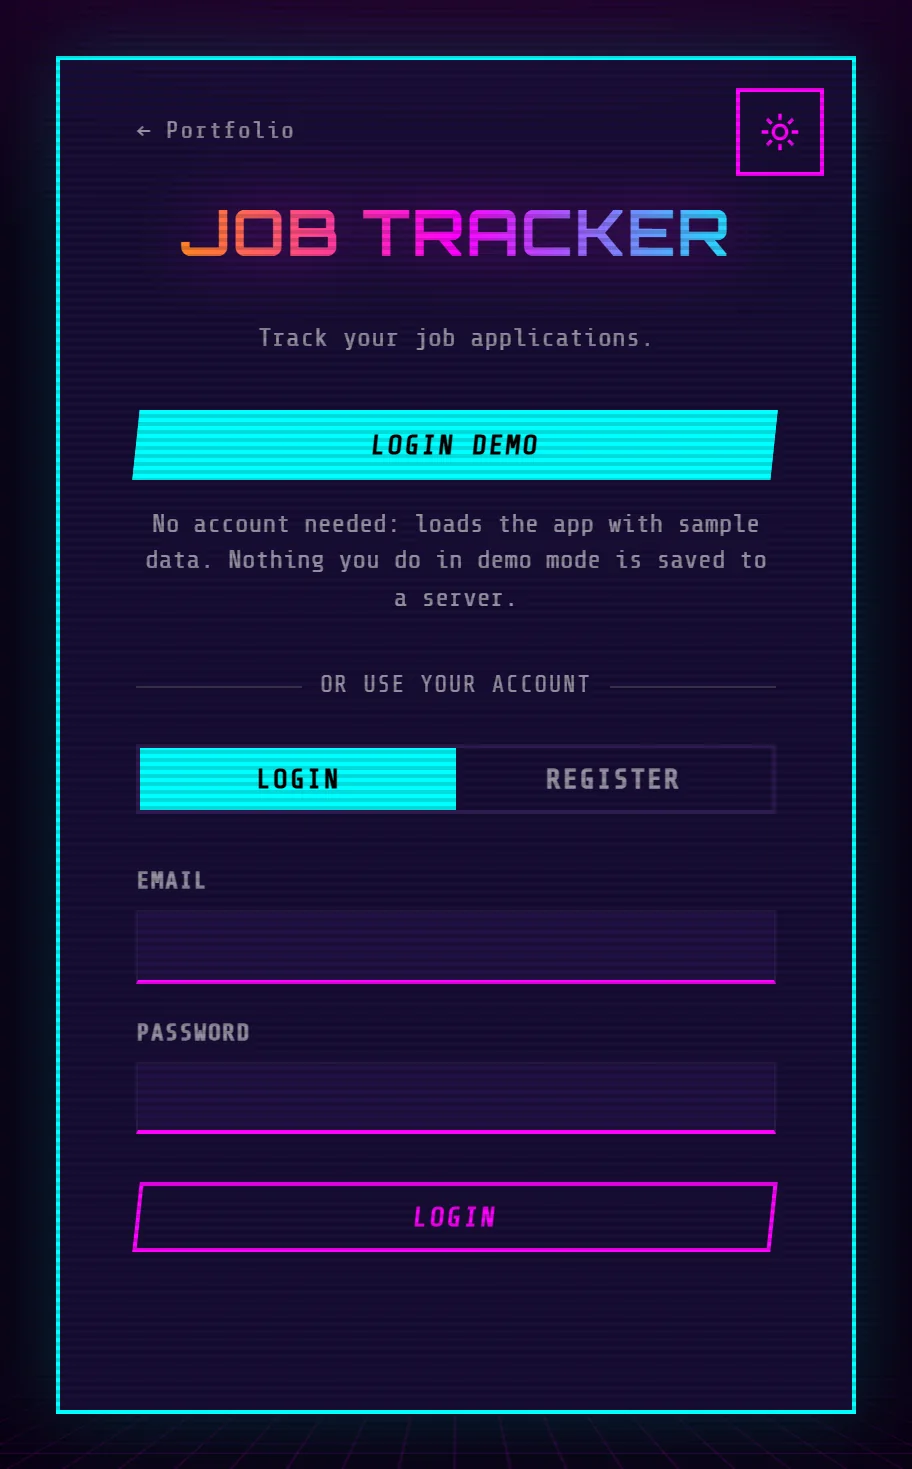 ← Portfolio
JOB TRACKER
Track your job applications.
LOGIN DEMO
No account needed: loads the app with sample
data. Nothing you do in demo mode is saved to
a server.
OR USE YOUR ACCOUNT
LOGIN REGISTER
EMAIL
PASSWORD
LOGIN